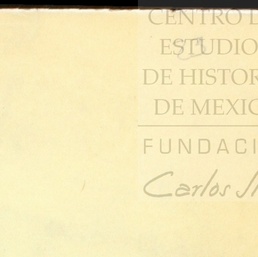 CENTRO D
ESTUDIO
DE HISTOR
DE MEXIC
FUNDACI
Carlos